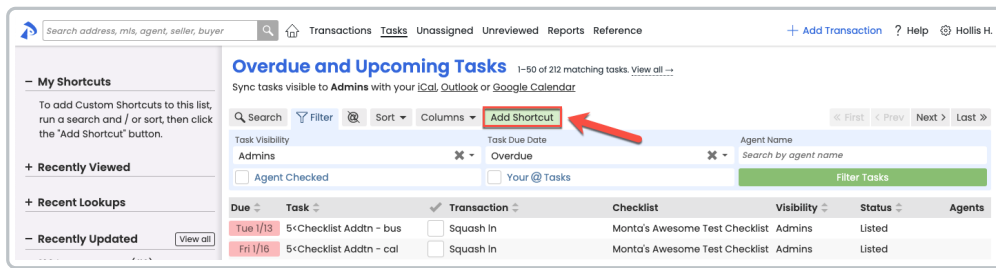 Search address, mls, agent, seller, buyer
Transactions Tasks Unassigned Unreviewed Reports Reference
+ Add Transaction ? Help Hollis H.
− My Shortcuts
To add Custom Shortcuts to this list,
run a search and / or sort, then click
the "Add Shortcut" button.
+ Recently Viewed
+ Recent Lookups
− Recently Updated View all
Overdue and Upcoming Tasks 1–50 of 212 matching tasks. View all →
Sync tasks visible to Admins with your iCal, Outlook or Google Calendar
Search Filter @ Sort Columns Add Shortcut « First < Prev Next > Last »
Task Visibility Task Due Date Agent Name
Admins Overdue Search by agent name
Agent Checked Your @ Tasks Filter Tasks
Due Task Transaction Checklist Visibility Status Agents
Tue 1/13 5<Checklist Addtn - bus Squash In Monta's Awesome Test Checklist Admins Listed
Fri 1/16 5<Checklist Addtn - cal Squash In Monta's Awesome Test Checklist Admins Listed